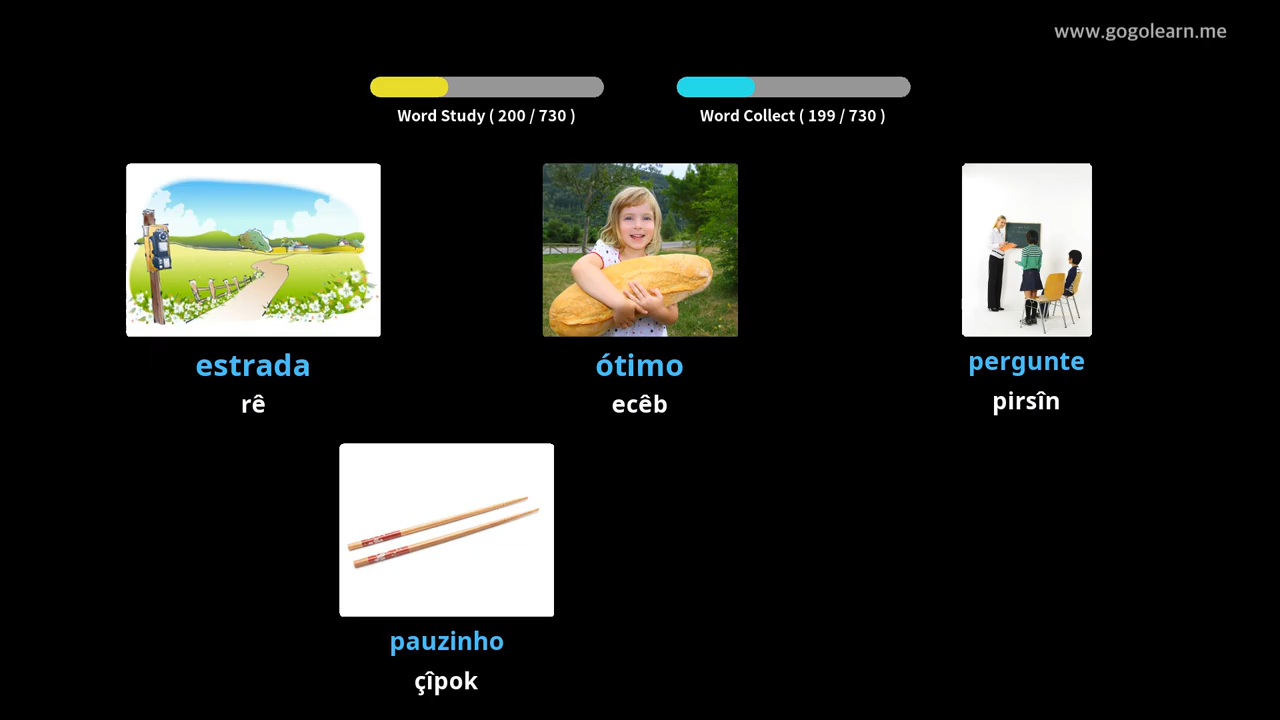 www.gogolearn.me
Word Study ( 200 / 730 )
Word Collect ( 199 / 730 )
estrada
rê
ótimo
ecêb
pergunte
pirsîn
pauzinho
çîpok